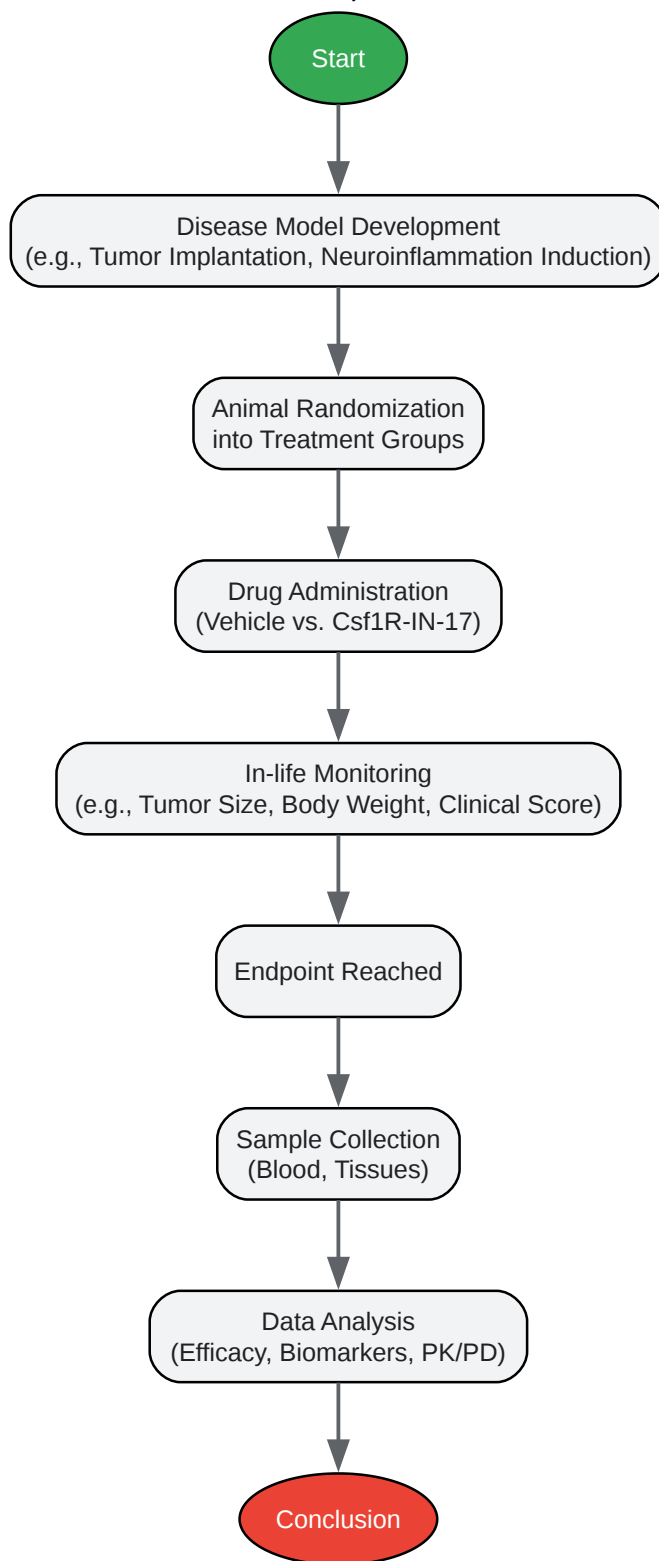 Start
Disease Model Development
(e.g., Tumor Implantation, Neuroinflammation Induction)
Animal Randomization
into Treatment Groups
Drug Administration
(Vehicle vs. Csf1R-IN-17)
In-life Monitoring
(e.g., Tumor Size, Body Weight, Clinical Score)
Endpoint Reached
Sample Collection
(Blood, Tissues)
Data Analysis
(Efficacy, Biomarkers, PK/PD)
Conclusion